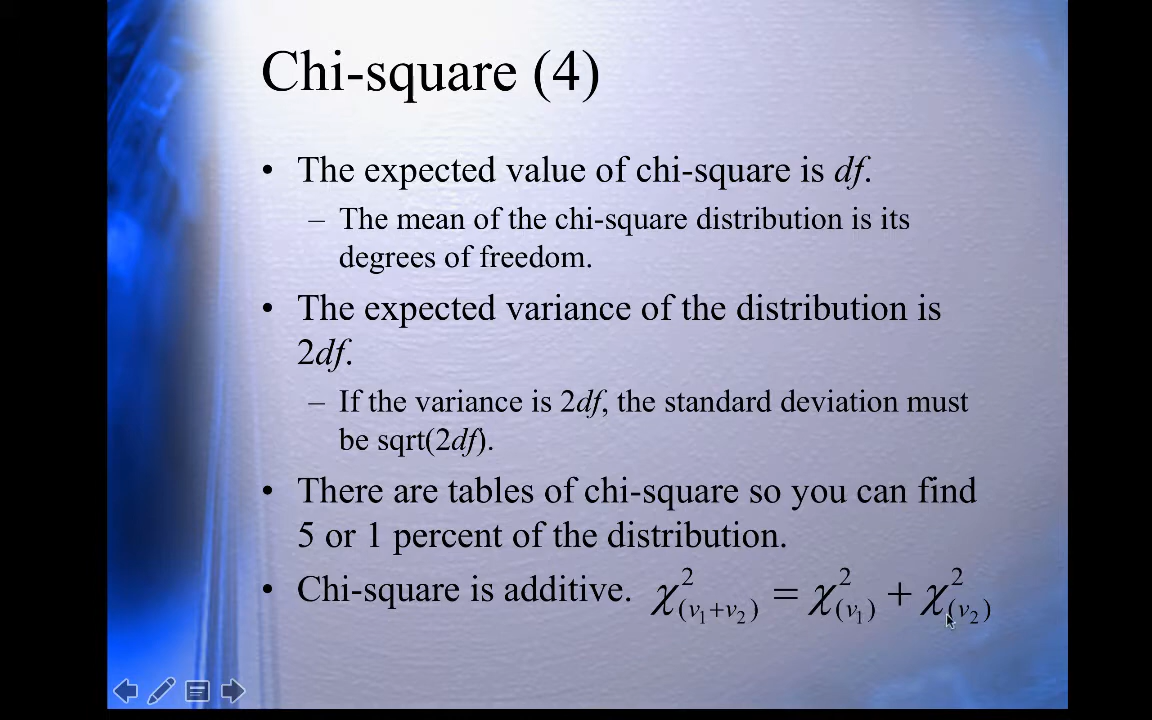 Chi-square (4)
• The expected value of chi-square is df.
– The mean of the chi-square distribution is its
degrees of freedom.
• The expected variance of the distribution is
2df.
– If the variance is 2df, the standard deviation must
be sqrt(2df).
• There are tables of chi-square so you can find
5 or 1 percent of the distribution.
• Chi-square is additive. χ²₍ᵥ₁₊ᵥ₂₎ = χ²₍ᵥ₁₎ + χ²₍ᵥ₂₎